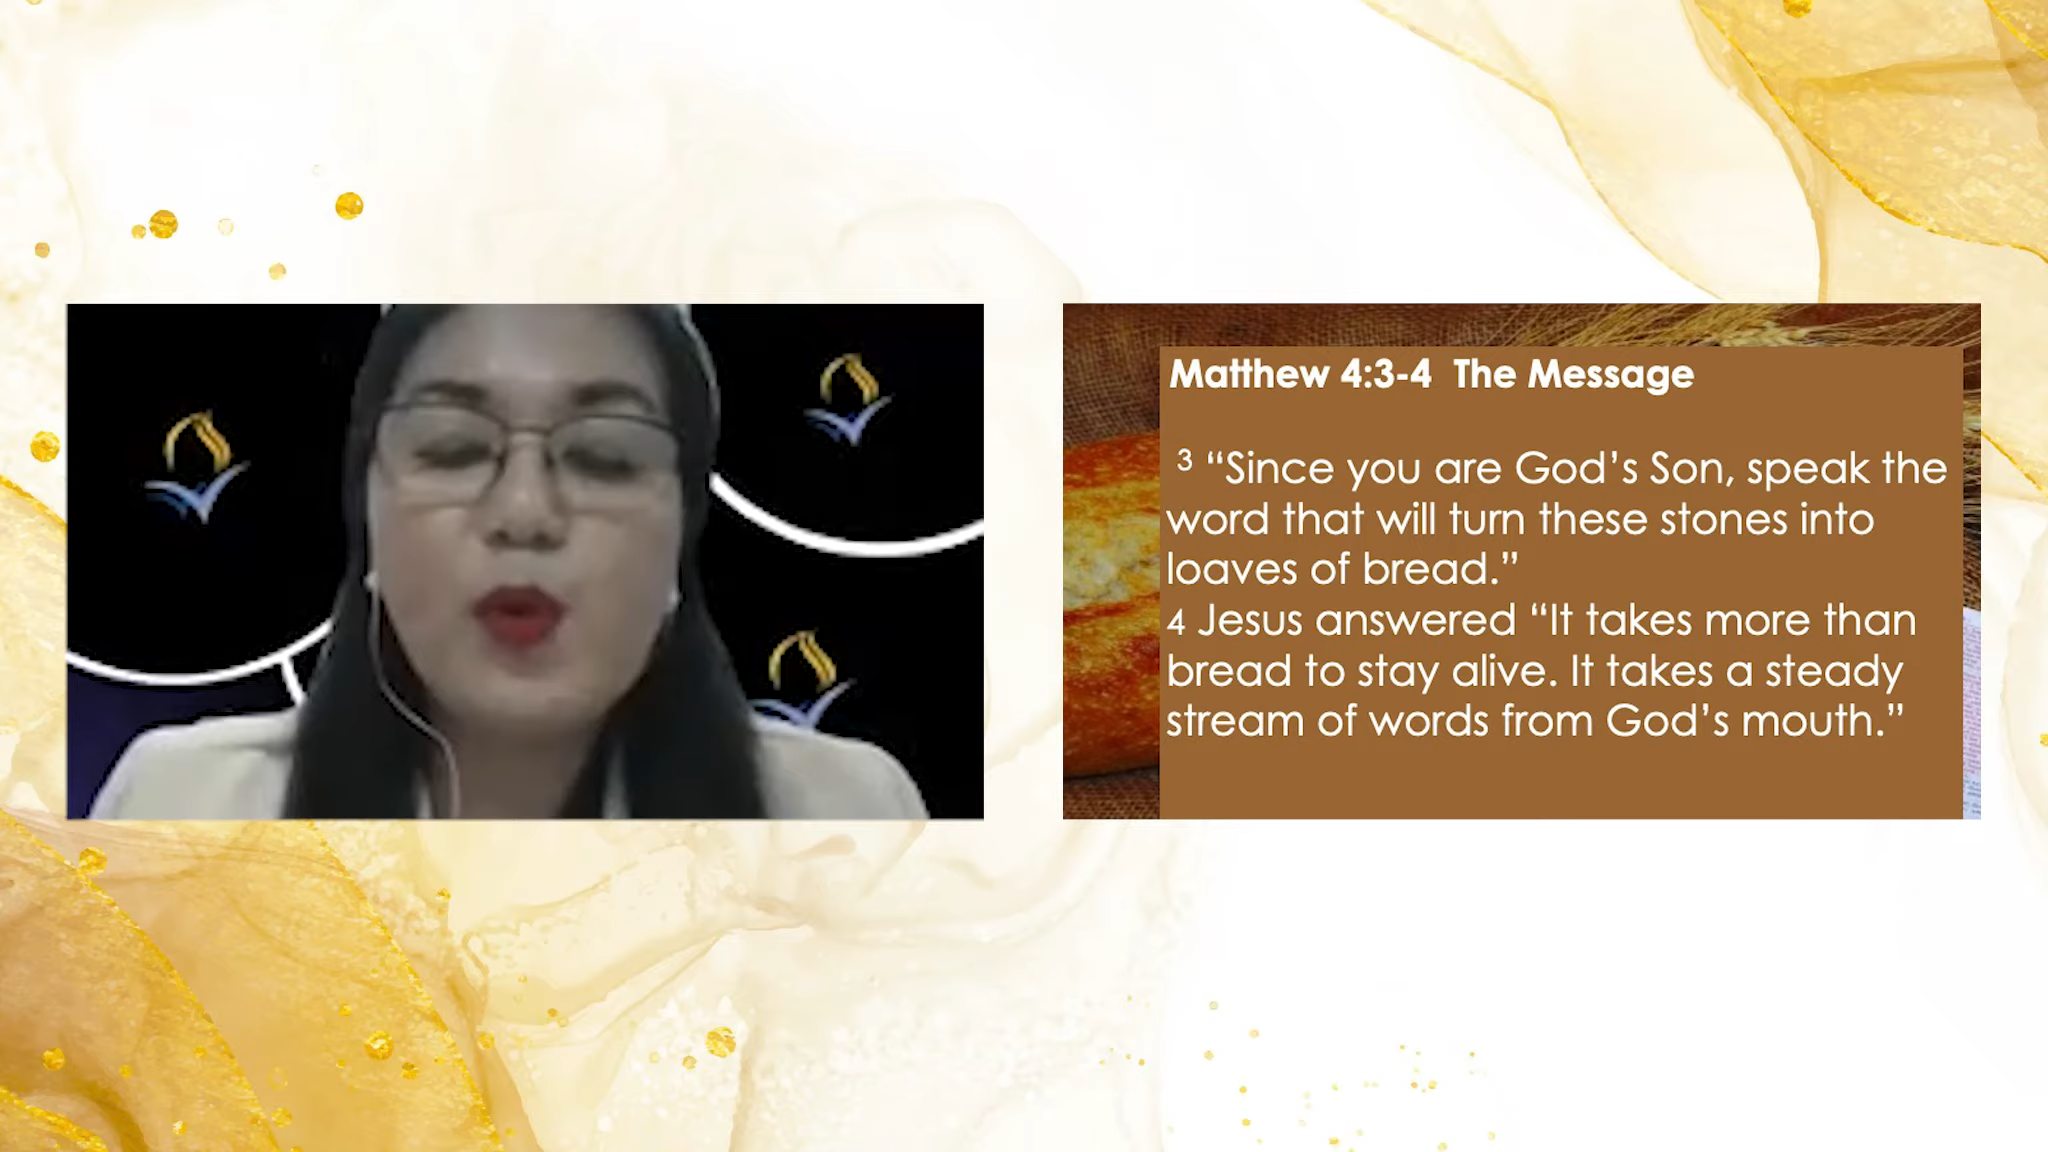 Matthew 4:3-4 The Message
3 “Since you are God’s Son, speak the
word that will turn these stones into
loaves of bread.”
4 Jesus answered “It takes more than
bread to stay alive. It takes a steady
stream of words from God’s mouth.”